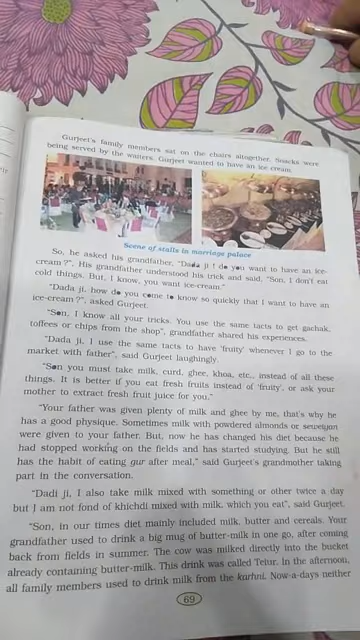 Gurjeet's family members sat on the chairs altogether. Snacks were
being served by the waiters. Gurjeet wanted to have an ice cream.
Scene of stalls in marriage palace
So, he asked his grandfather, "Dada ji ! do you want to have an ice-
cream ?". His grandfather understood his trick and said, "Son, I don't eat
cold things. But, I know, you want ice-cream."
"Dada ji, how do you come to know so quickly that I want to have an
ice-cream ?", asked Gurjeet.
"Son, I know all your tricks. You use the same tacts to get gachak,
toffees or chips from the shop", grandfather shared his experiences.
"Dada ji, I use the same tacts to have 'fruity' whenever I go to the
market with father", said Gurjeet laughingly.
"Son you must take milk, curd, ghee, khoa, etc., instead of all these
things. It is better if you eat fresh fruits instead of 'fruity', or ask your
mother to extract fresh fruit juice for you."
"Your father was given plenty of milk and ghee by me, that's why he
has a good physique. Sometimes milk with powdered almonds or seweiyan
were given to your father. But, now he has changed his diet because he
had stopped working on the fields and has started studying. But he still
has the habit of eating gur after meal," said Gurjeet's grandmother taking
part in the conversation.
"Dadi ji, I also take milk mixed with something or other twice a day
but I am not fond of khichdi mixed with milk, which you eat", said Gurjeet.
"Son, in our times diet mainly included milk, butter and cereals. Your
grandfather used to drink a big mug of butter-milk in one go, after coming
back from fields in summer. The cow was milked directly into the bucket
already containing butter-milk. This drink was called Teiur. In the afternoon,
all family members used to drink milk from the karhni. Now-a-days neither
69